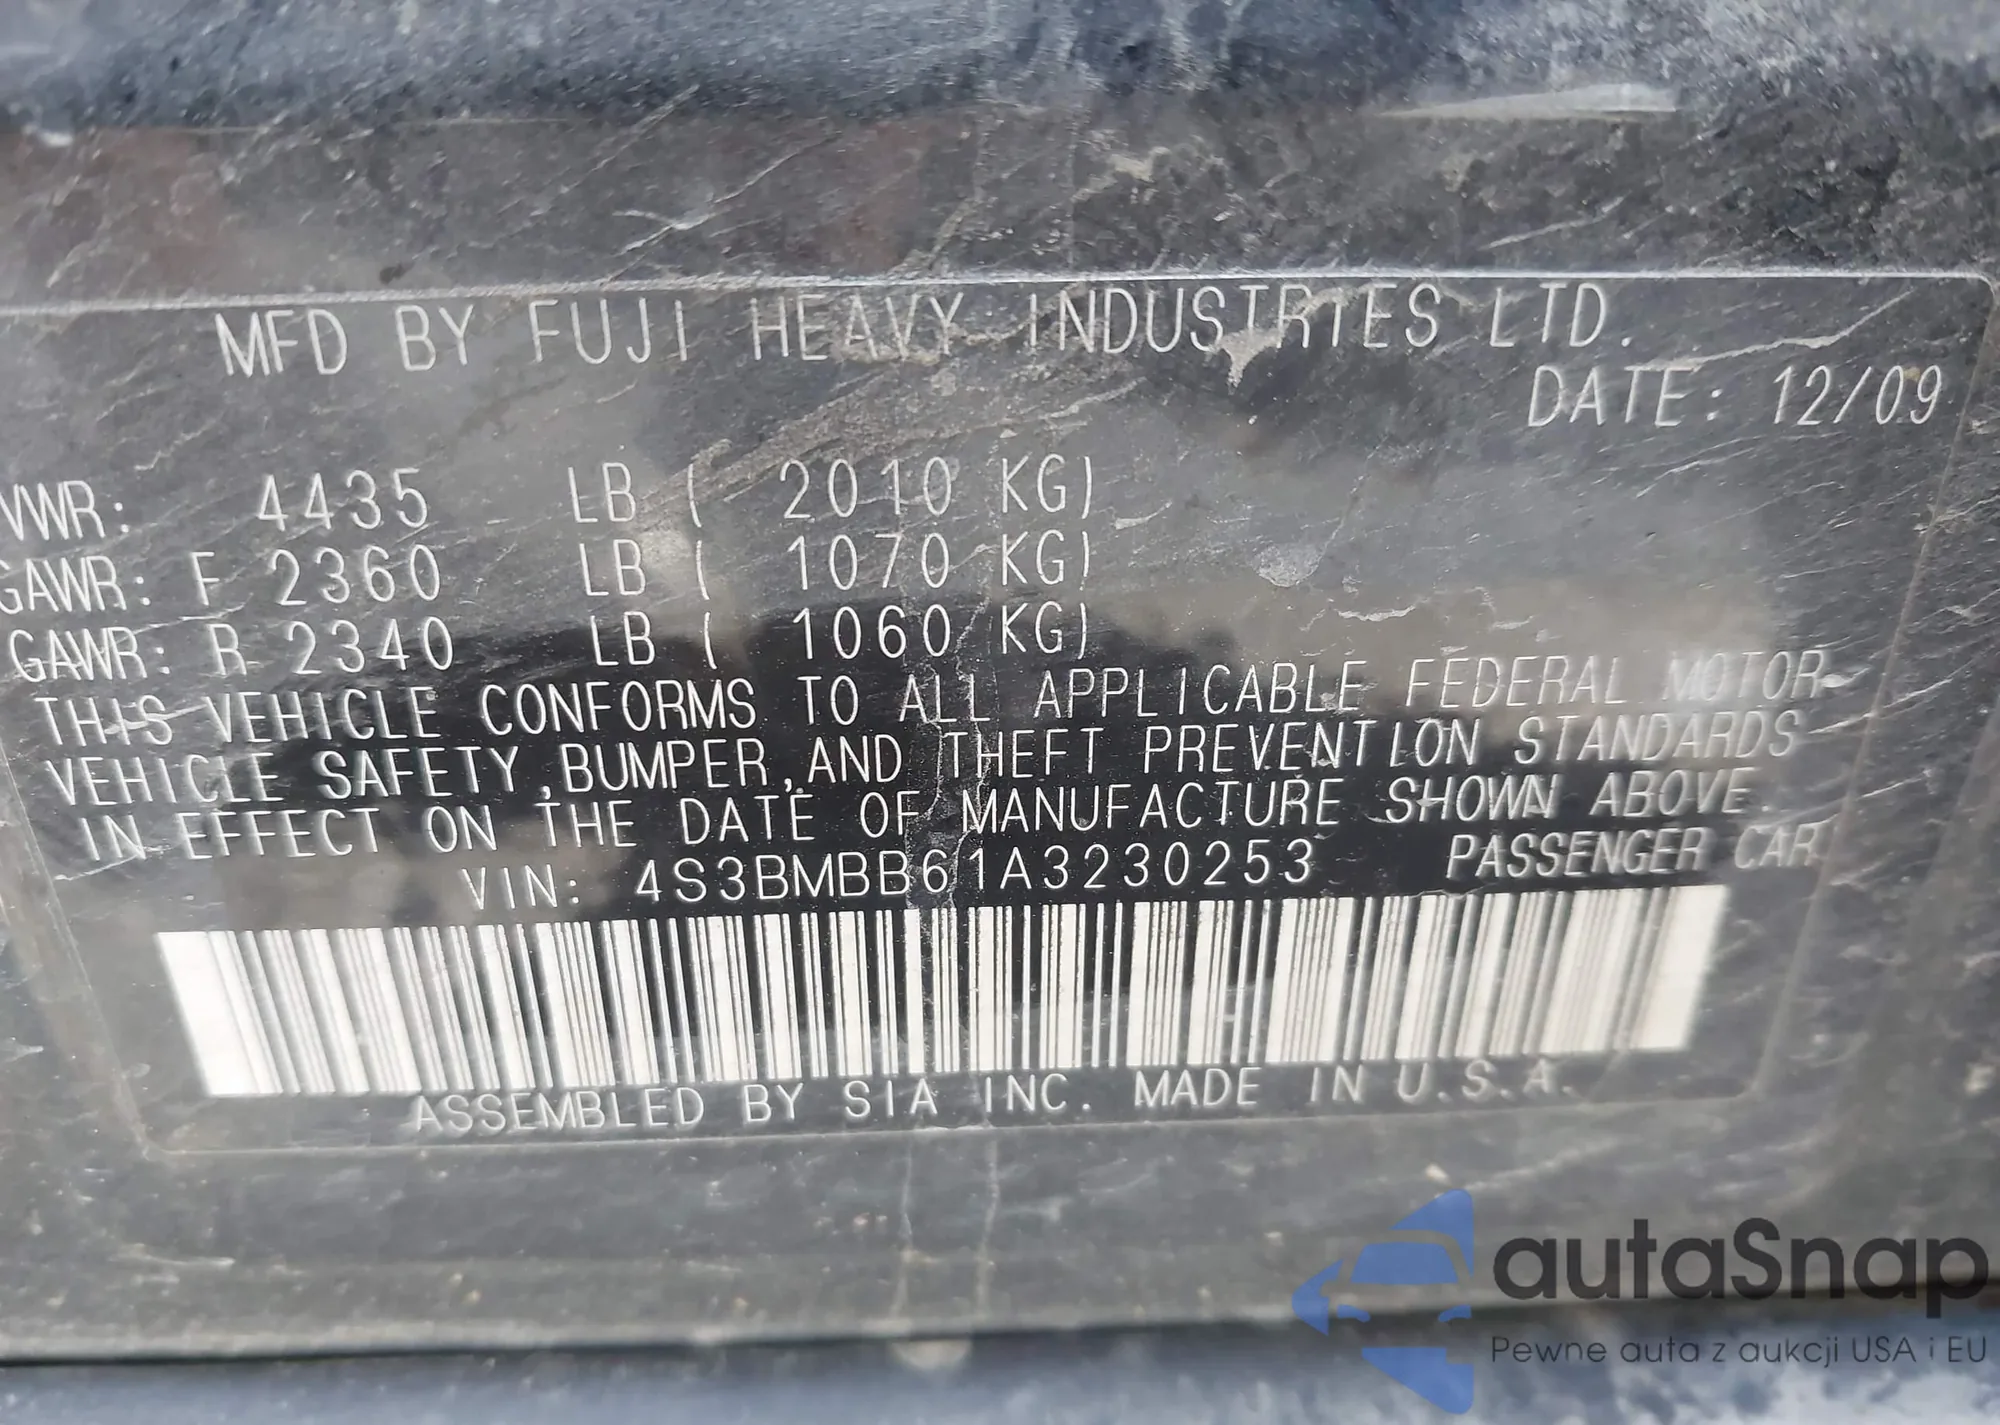 MFD BY FUJI HEAVY INDUSTRIES LTD.
DATE: 12/09
VWR: 4435 LB ( 2010 KG)
GAWR: F 2360 LB ( 1070 KG)
GAWR: R 2340 LB ( 1060 KG)
THIS VEHICLE CONFORMS TO ALL APPLICABLE FEDERAL MOTOR
VEHICLE SAFETY,BUMPER,AND THEFT PREVENTION STANDARDS
IN EFFECT ON THE DATE OF MANUFACTURE SHOWN ABOVE.
VIN: 4S3BMBB61A3230253 PASSENGER CAR
ASSEMBLED BY SIA INC. MADE IN U.S.A.
autaSnap
Pewne auta z aukcji USA i EU